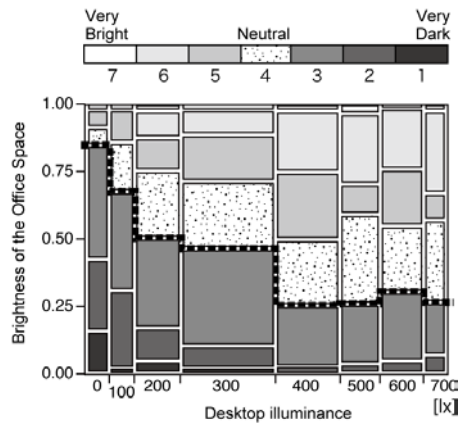 Very Bright
Neutral
Very Dark
7 6 5 4 3 2 1
Brightness of the Office Space
1.00
0.75
0.50
0.25
0.00
0 100 200 300 400 500 600 700
[lx]
Desktop illuminance